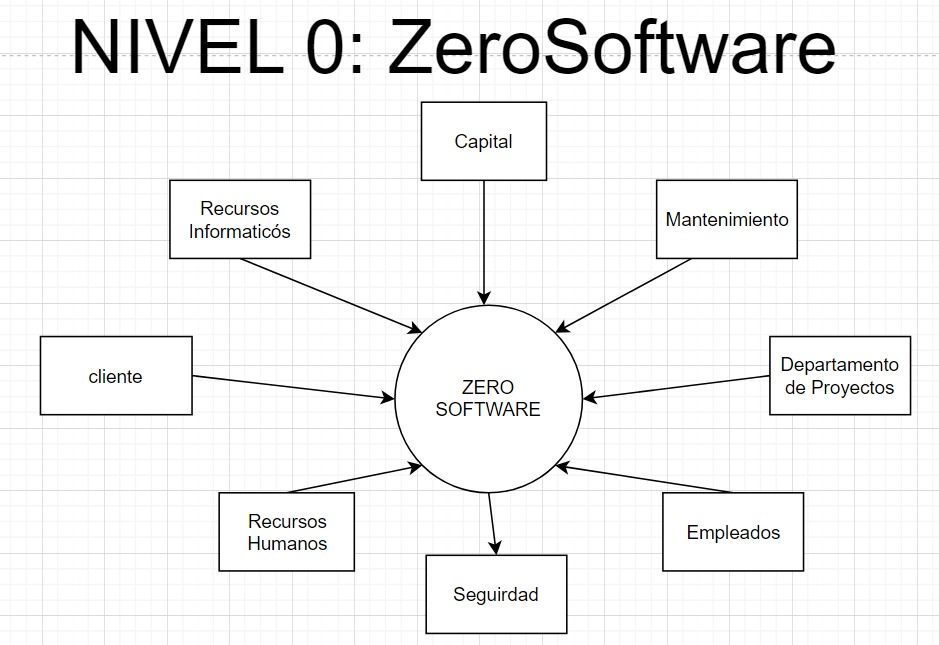 NIVEL 0: ZeroSoftware
Capital
Recursos
Informaticós
Mantenimiento
cliente
ZERO
SOFTWARE
Departamento
de Proyectos
Recursos
Humanos
Empleados
Seguirdad